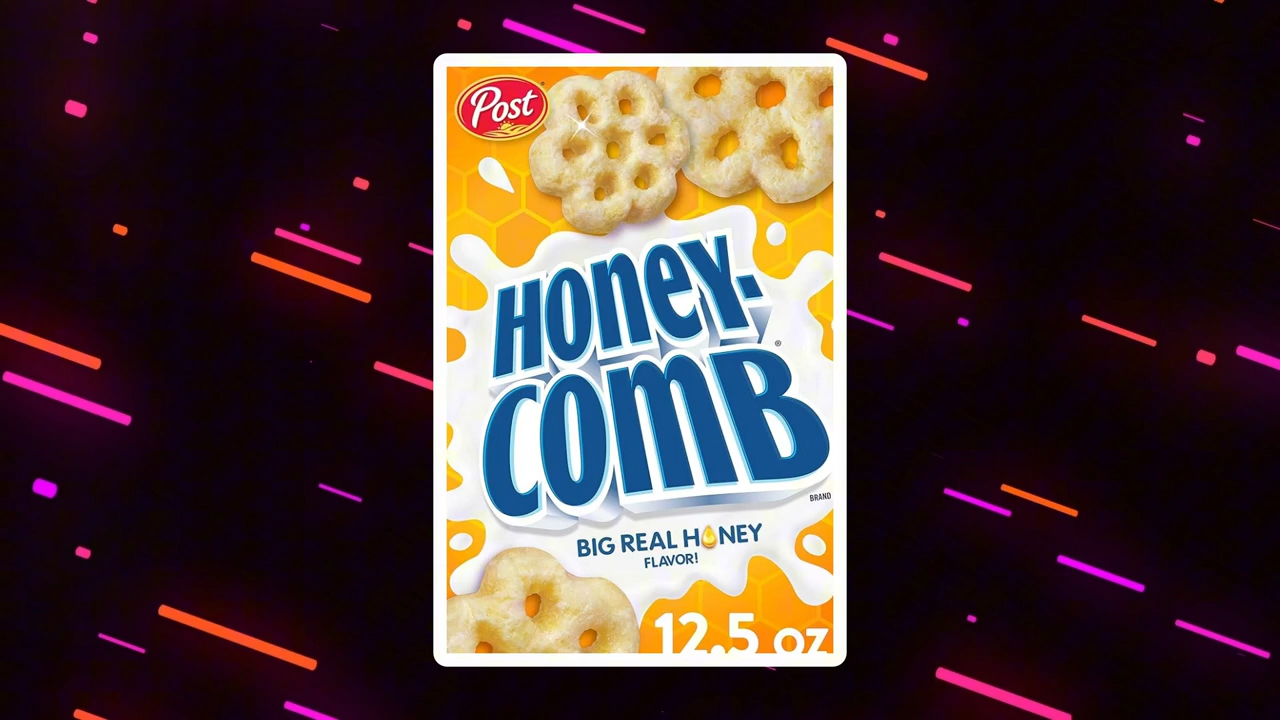 Post
HONEY-
COMB
®
BRAND
BIG REAL HONEY
FLAVOR!
12.5 oz